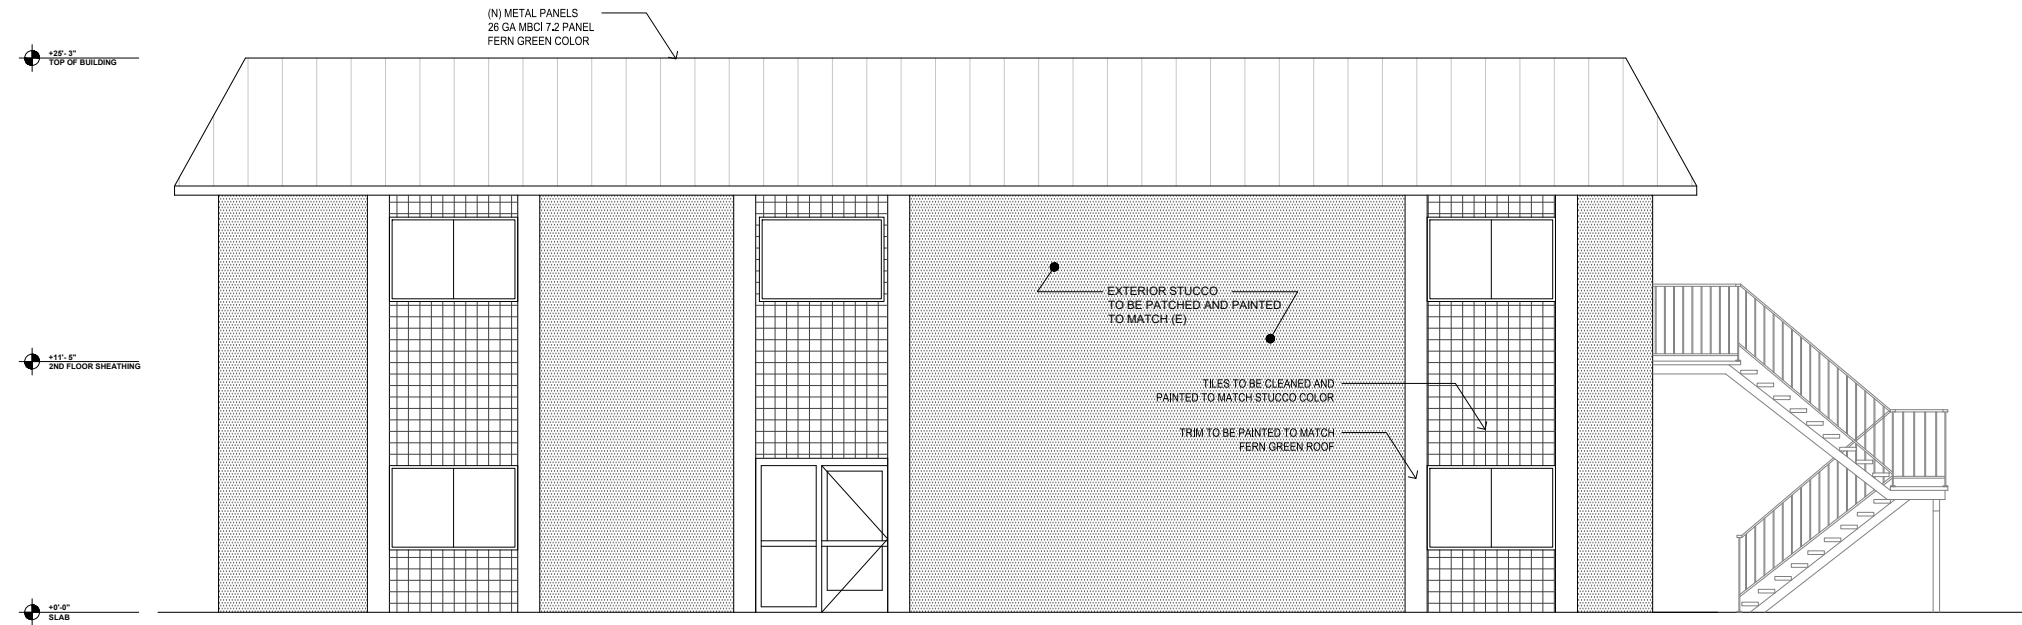 (N) METAL PANELS
26 GA MBCI 7.2 PANEL
FERN GREEN COLOR
+25'- 3"
TOP OF BUILDING
EXTERIOR STUCCO
TO BE PATCHED AND PAINTED
TO MATCH (E)
+11'- 5"
2ND FLOOR SHEATHING
TILES TO BE CLEANED AND
PAINTED TO MATCH STUCCO COLOR
TRIM TO BE PAINTED TO MATCH
FERN GREEN ROOF
+0'-0"
SLAB